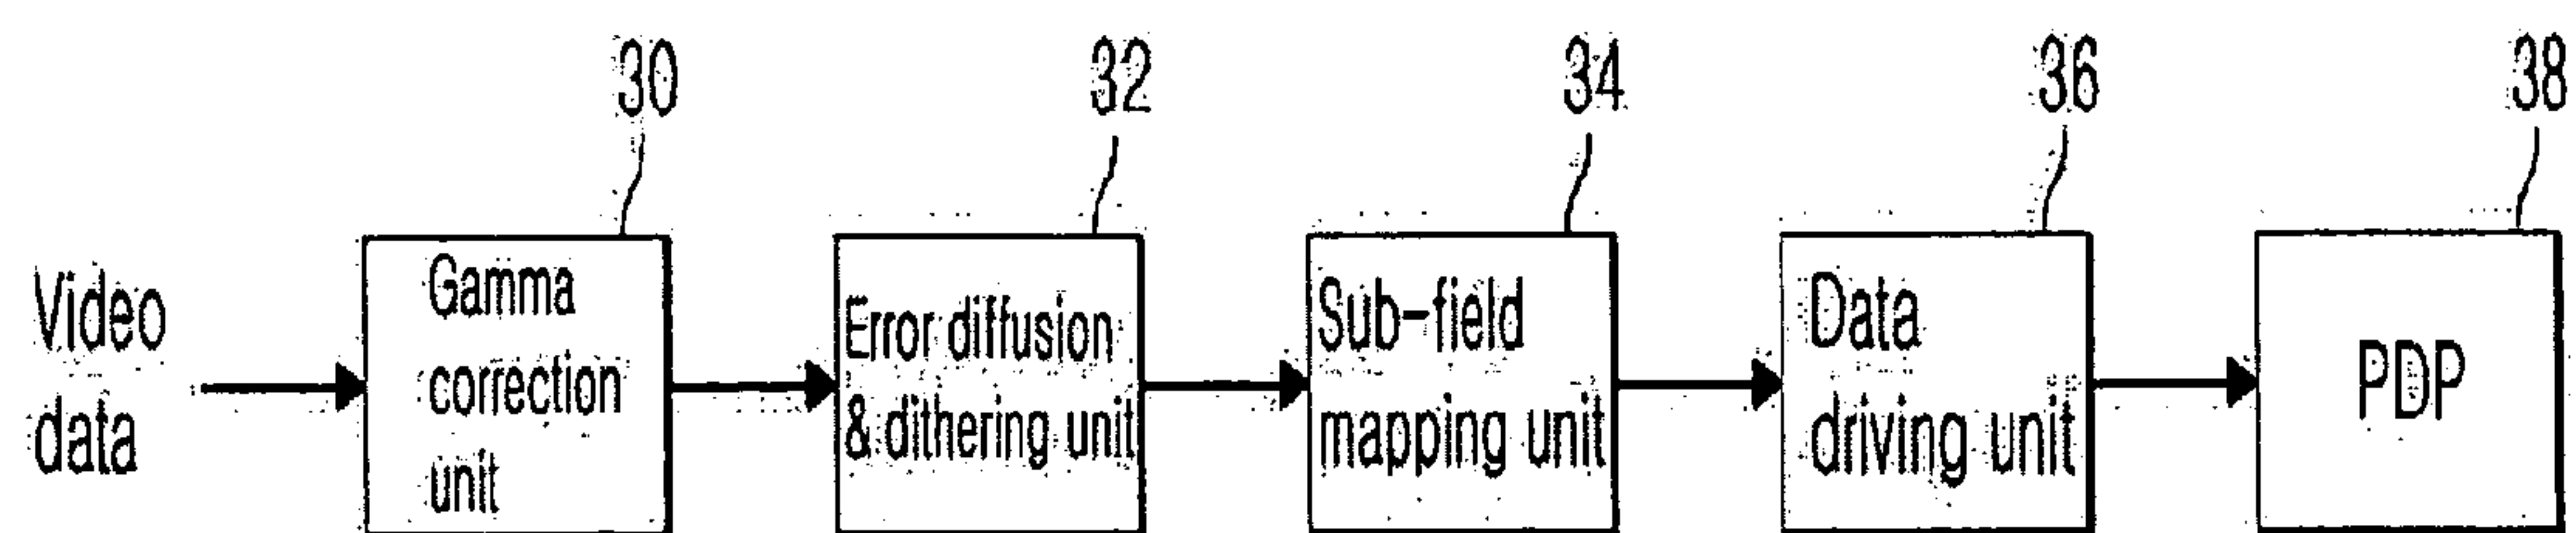 30
32
34
36
38
Video
data
Gamma
correction
unit
Error diffusion
& dithering unit
Sub-field
mapping unit
Data
driving unit
PDP